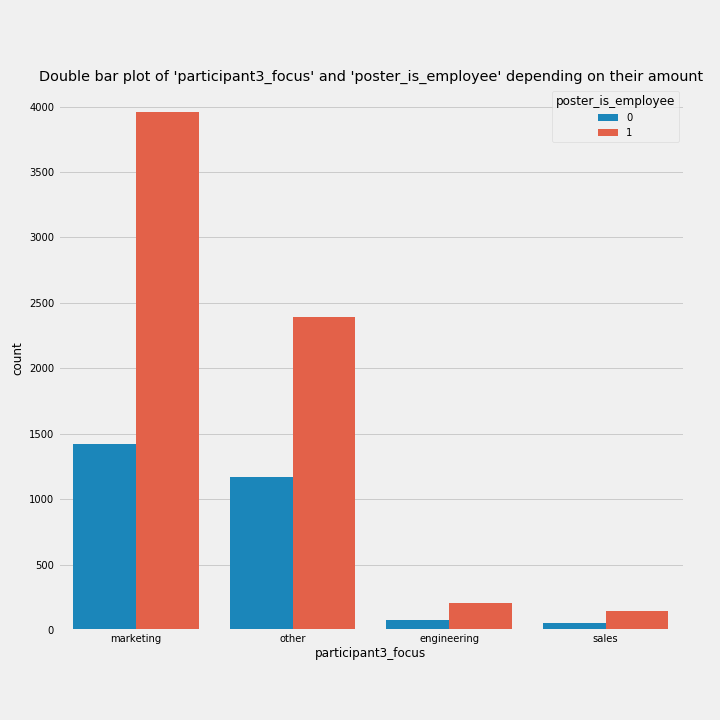 Double bar plot of 'participant3_focus' and 'poster_is_employee' depending on their amount
poster_is_employee
0
1
4000
3500
3000
2500
2000
1500
1000
500
0
count
marketing other engineering sales
participant3_focus